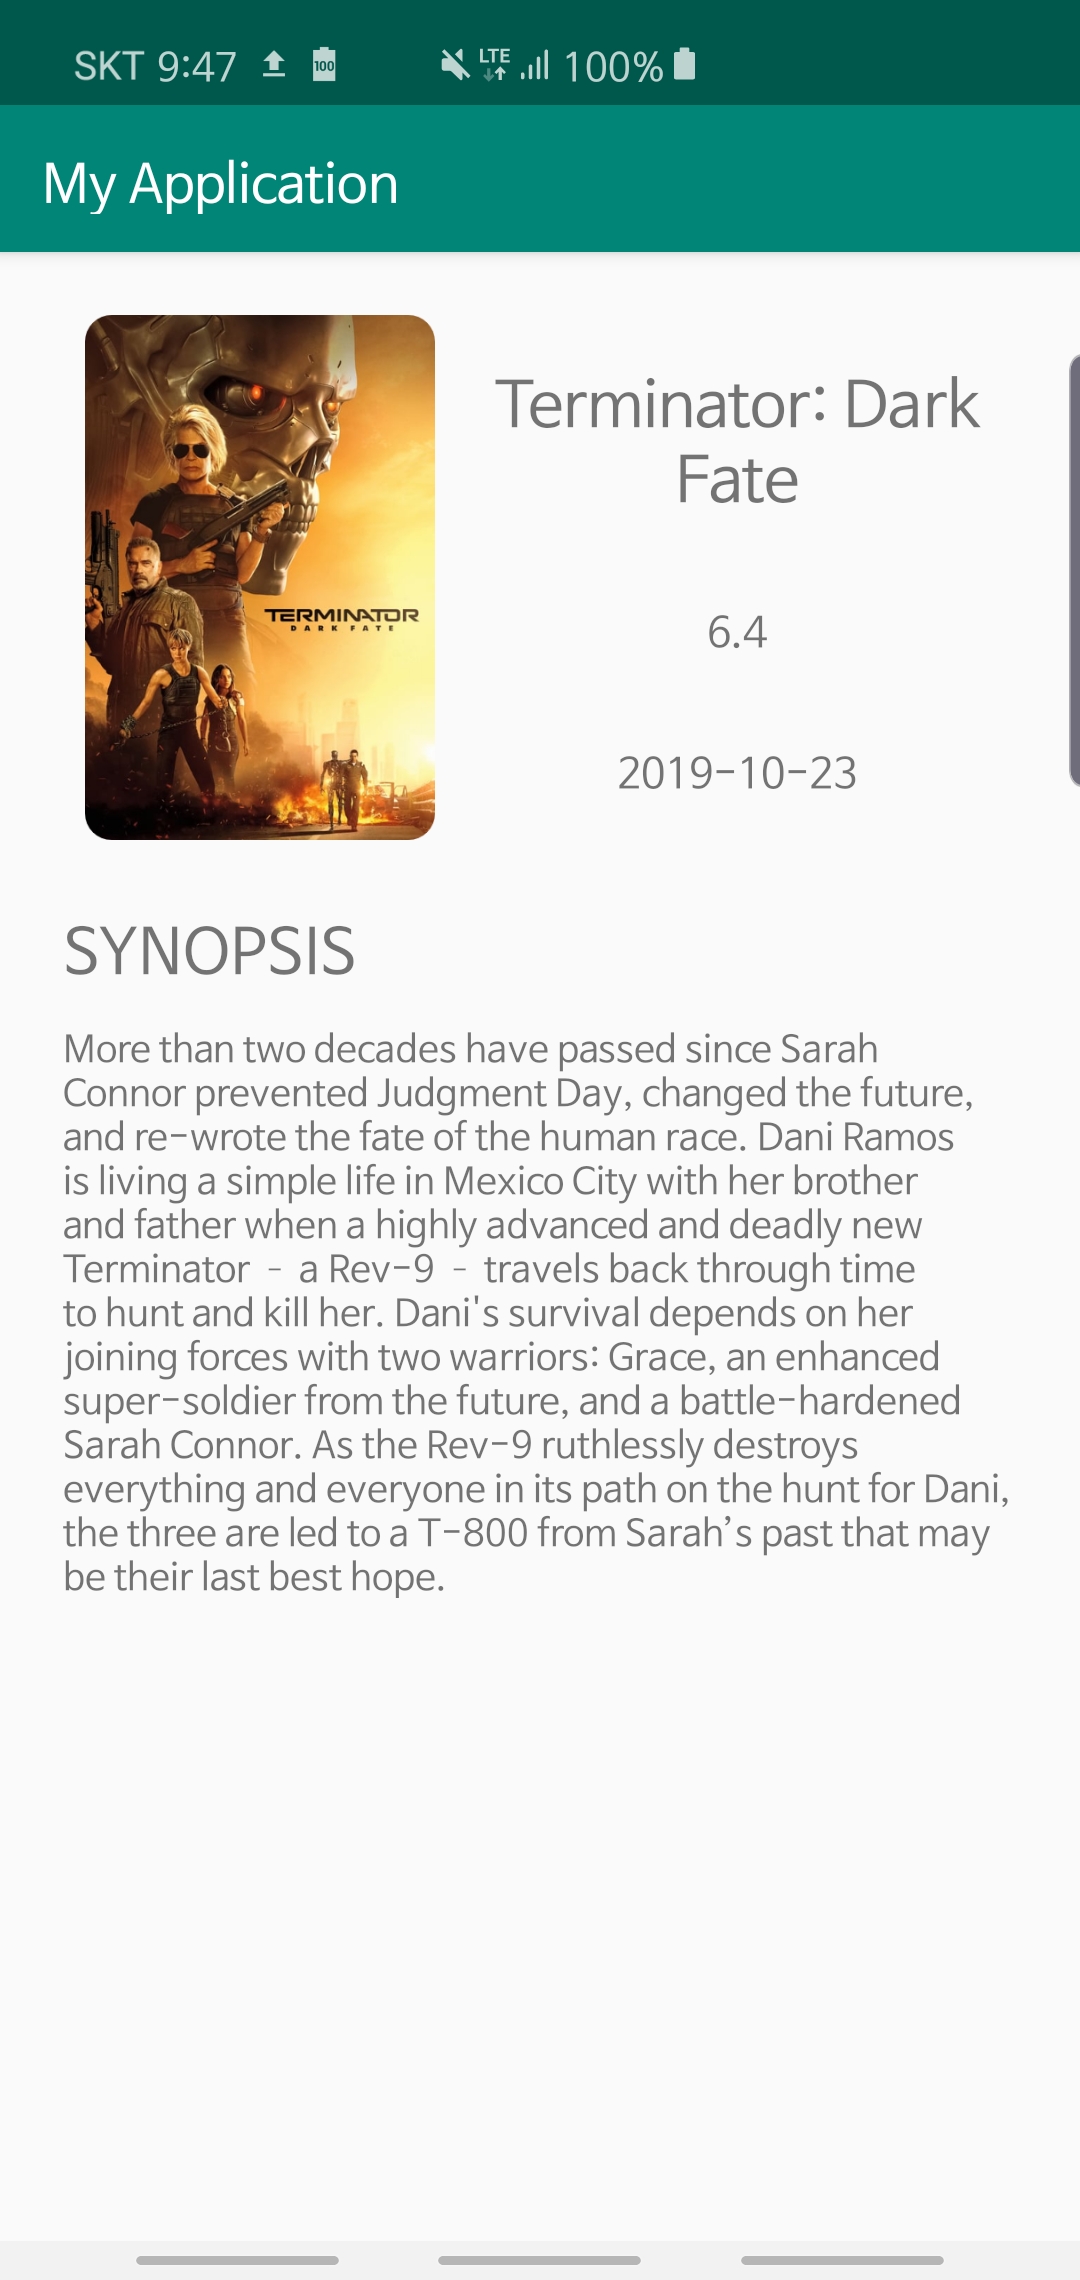 SKT 9:47 100 LTE 100%
My Application
TERMINATOR
DARK FATE
Terminator: Dark
Fate
6.4
2019-10-23
SYNOPSIS
More than two decades have passed since Sarah
Connor prevented Judgment Day, changed the future,
and re-wrote the fate of the human race. Dani Ramos
is living a simple life in Mexico City with her brother
and father when a highly advanced and deadly new
Terminator - a Rev-9 - travels back through time
to hunt and kill her. Dani's survival depends on her
joining forces with two warriors: Grace, an enhanced
super-soldier from the future, and a battle-hardened
Sarah Connor. As the Rev-9 ruthlessly destroys
everything and everyone in its path on the hunt for Dani,
the three are led to a T-800 from Sarah’s past that may
be their last best hope.